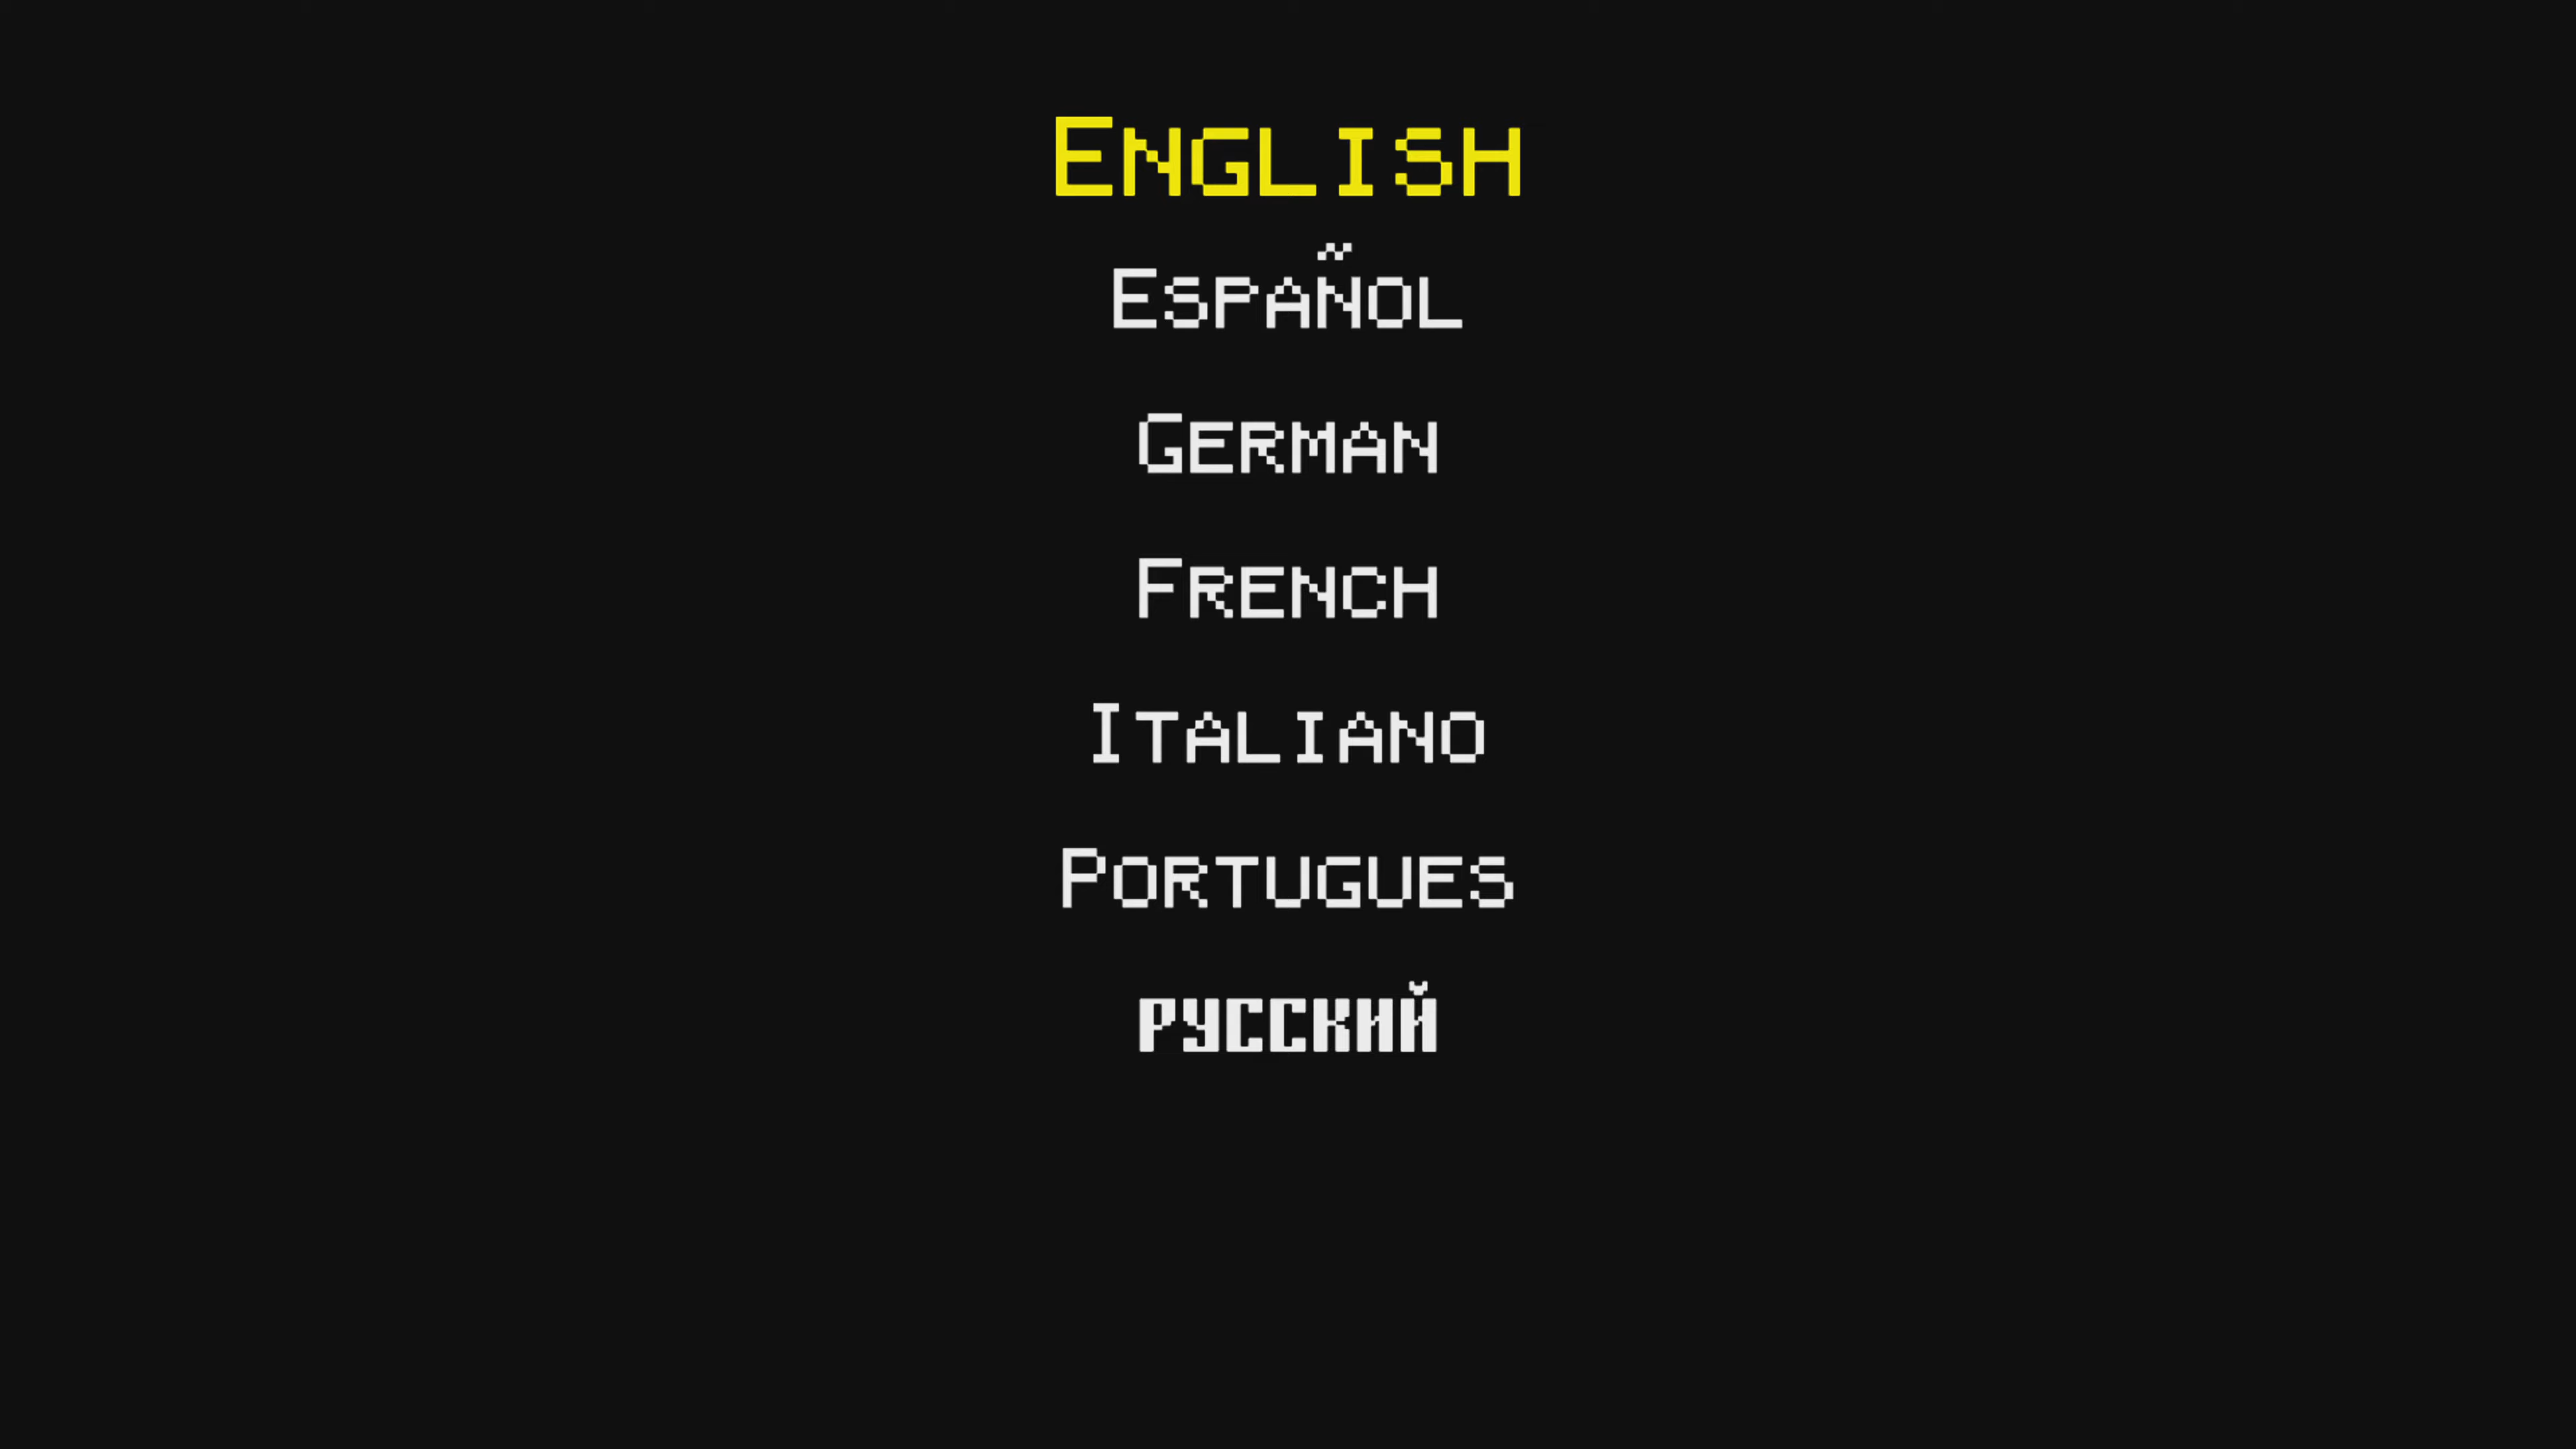 English
Español
German
French
Italiano
Portugues
РУССКИЙ